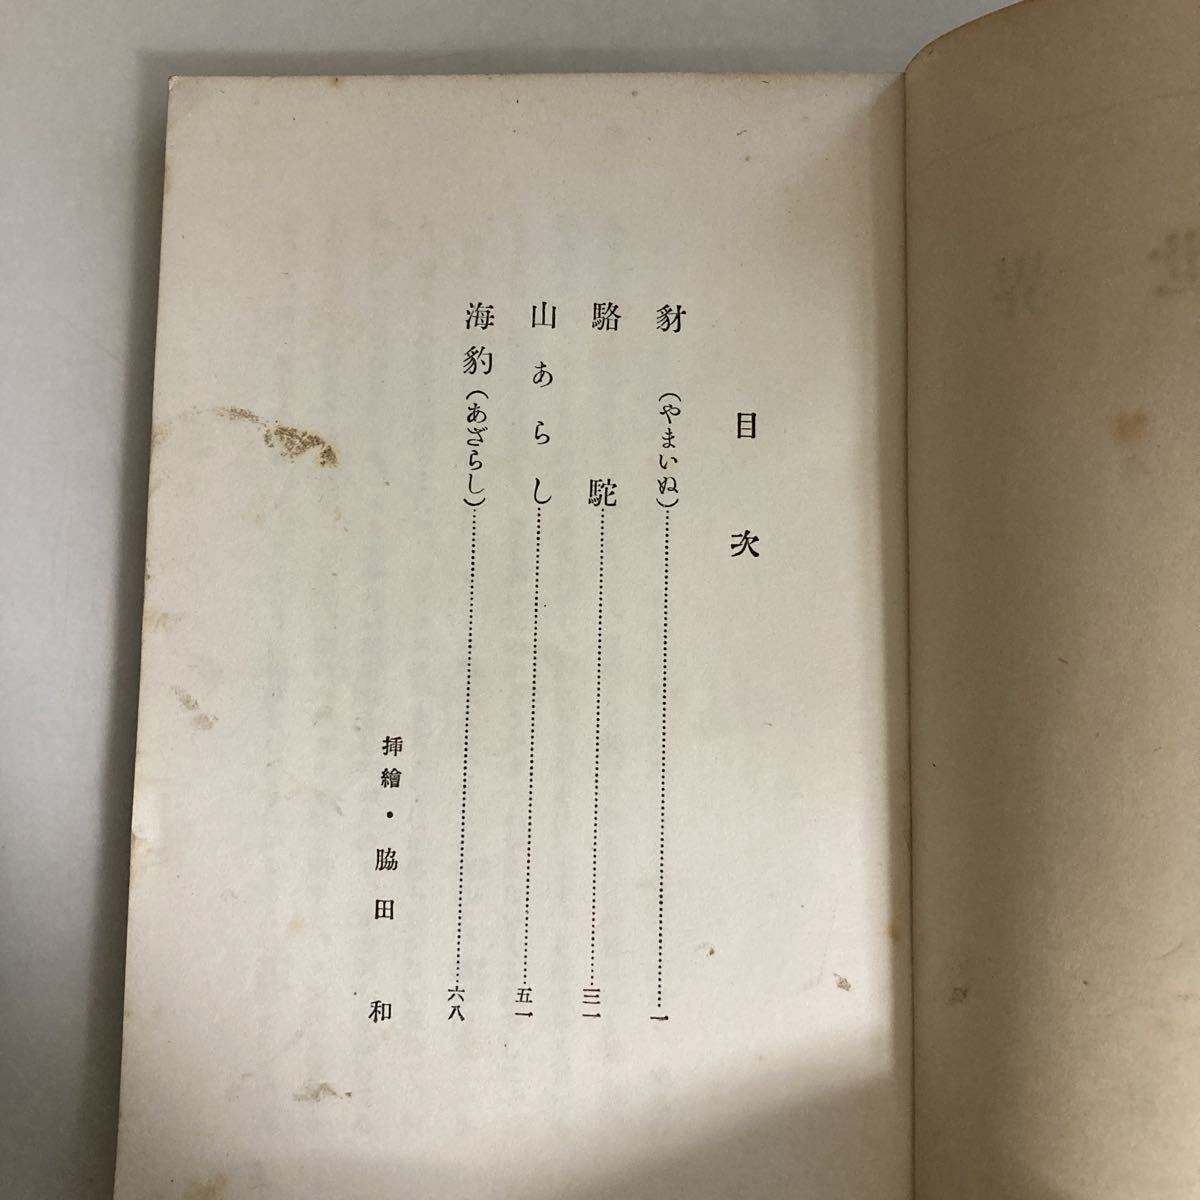 目次
豺(やまいぬ)……一
駱駝……三一
山あらし……五一
海豹(あざらし)……六八
挿繪・脇田和